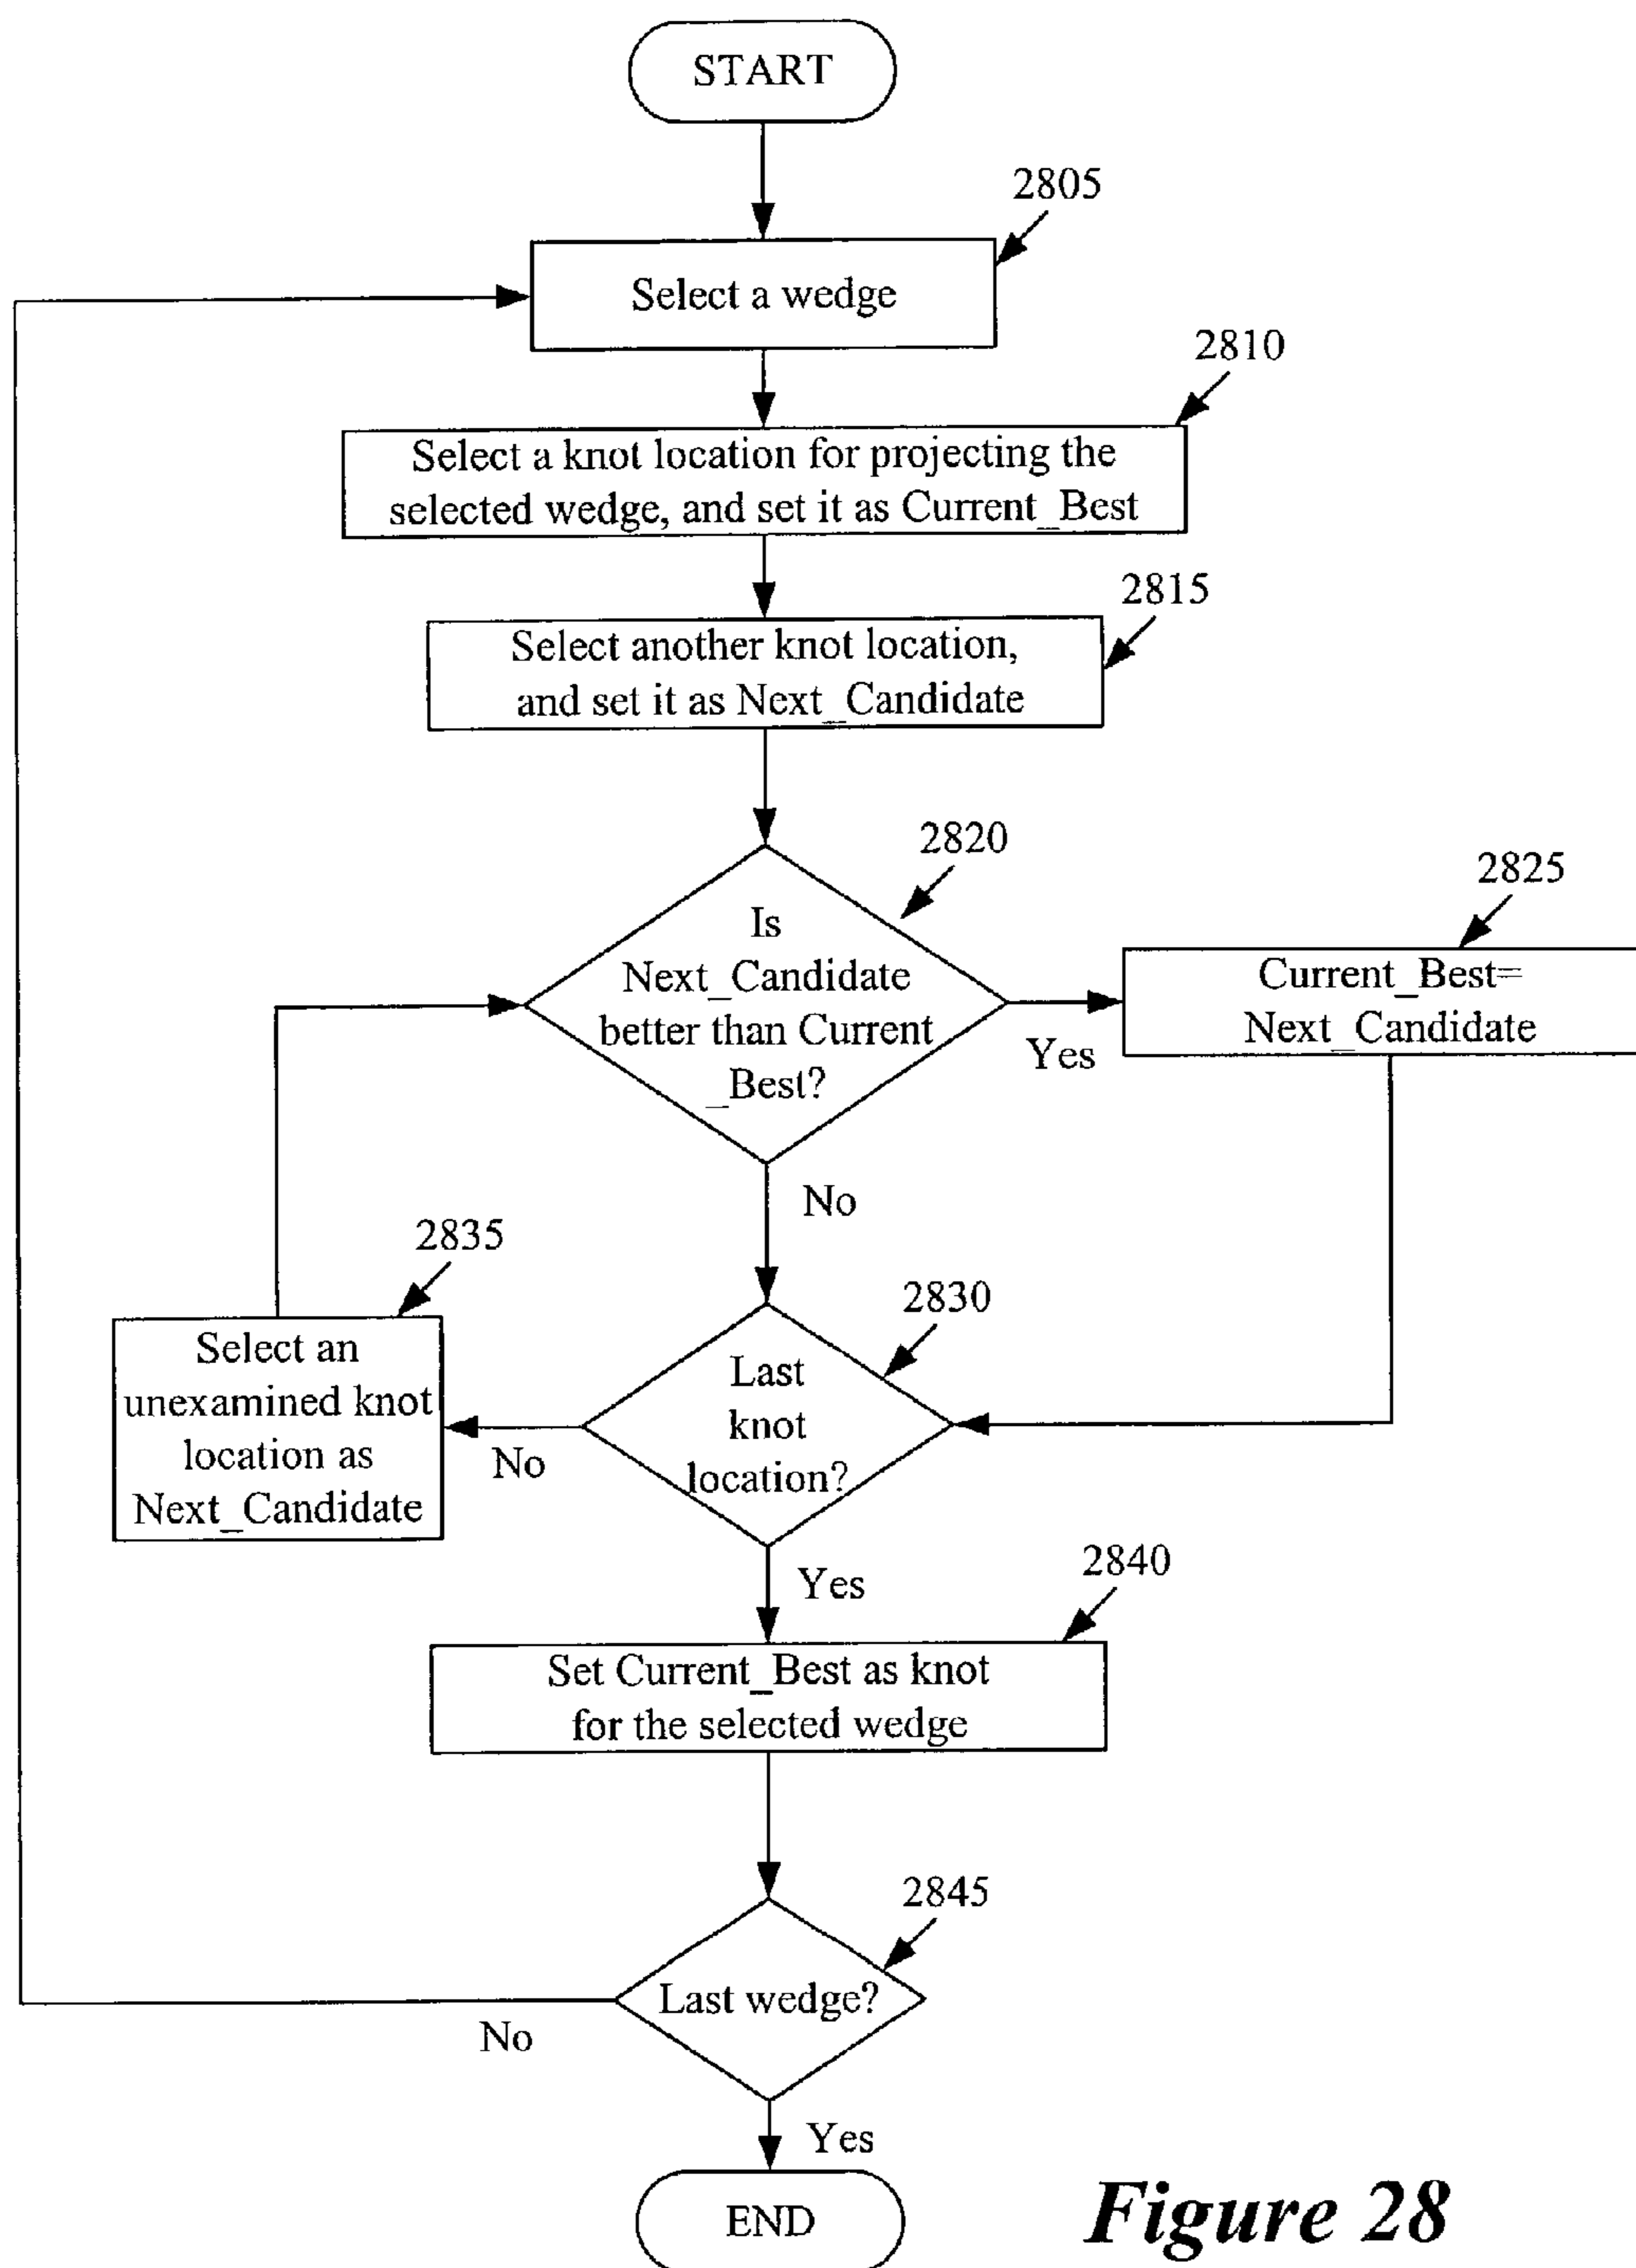 START
2805
Select a wedge
2810
Select a knot location for projecting the
selected wedge, and set it as Current_Best
2815
Select another knot location,
and set it as Next_Candidate
2820
Is
Next_Candidate
better than Current
_Best?
Yes
2825
Current_Best=
Next_Candidate
No
2835
Select an
unexamined knot
location as
Next_Candidate
2830
Last
knot
location?
No
Yes
2840
Set Current_Best as knot
for the selected wedge
2845
Last wedge?
No
Yes
END
Figure 28